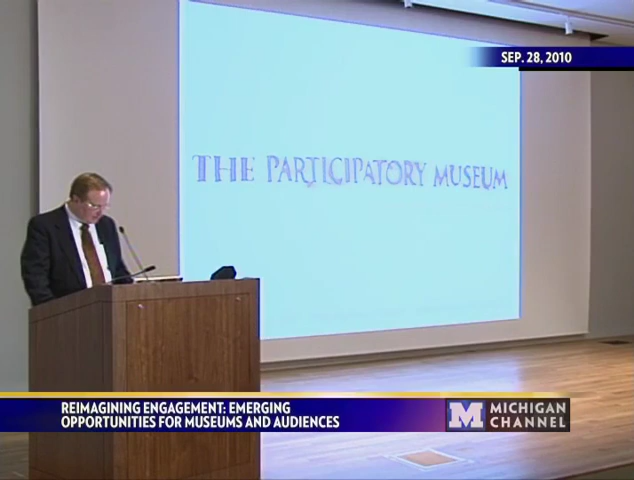 SEP. 28, 2010
THE PARTICIPATORY MUSEUM
REIMAGINING ENGAGEMENT: EMERGING
OPPORTUNITIES FOR MUSEUMS AND AUDIENCES
M MICHIGAN
CHANNEL